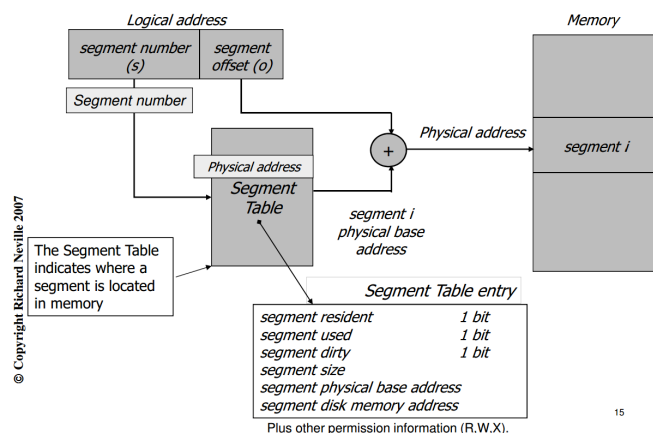 Logical address
Memory
segment number
(s)
segment
offset (o)
Segment number
+
Physical address
segment i
Physical address
Segment
Table
segment i
physical base
address
The Segment Table
indicates where a
segment is located
in memory
© Copyright Richard Neville 2007
Segment Table entry
segment resident 1 bit
segment used 1 bit
segment dirty 1 bit
segment size
segment physical base address
segment disk memory address
Plus other permission information (R,W,X).
15